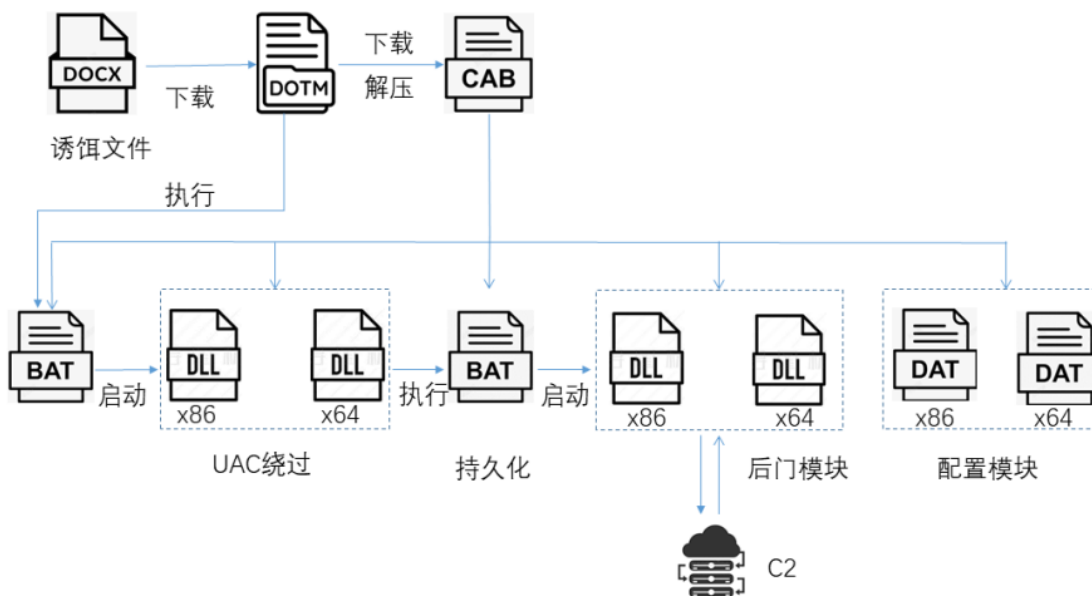 DOCX
下载
DOTM
下载
解压
CAB
诱饵文件
执行
BAT
启动
DLL
x86
DLL
x64
执行
BAT
启动
DLL
x86
DLL
x64
DAT
x86
DAT
x64
UAC绕过
持久化
后门模块
配置模块
C2